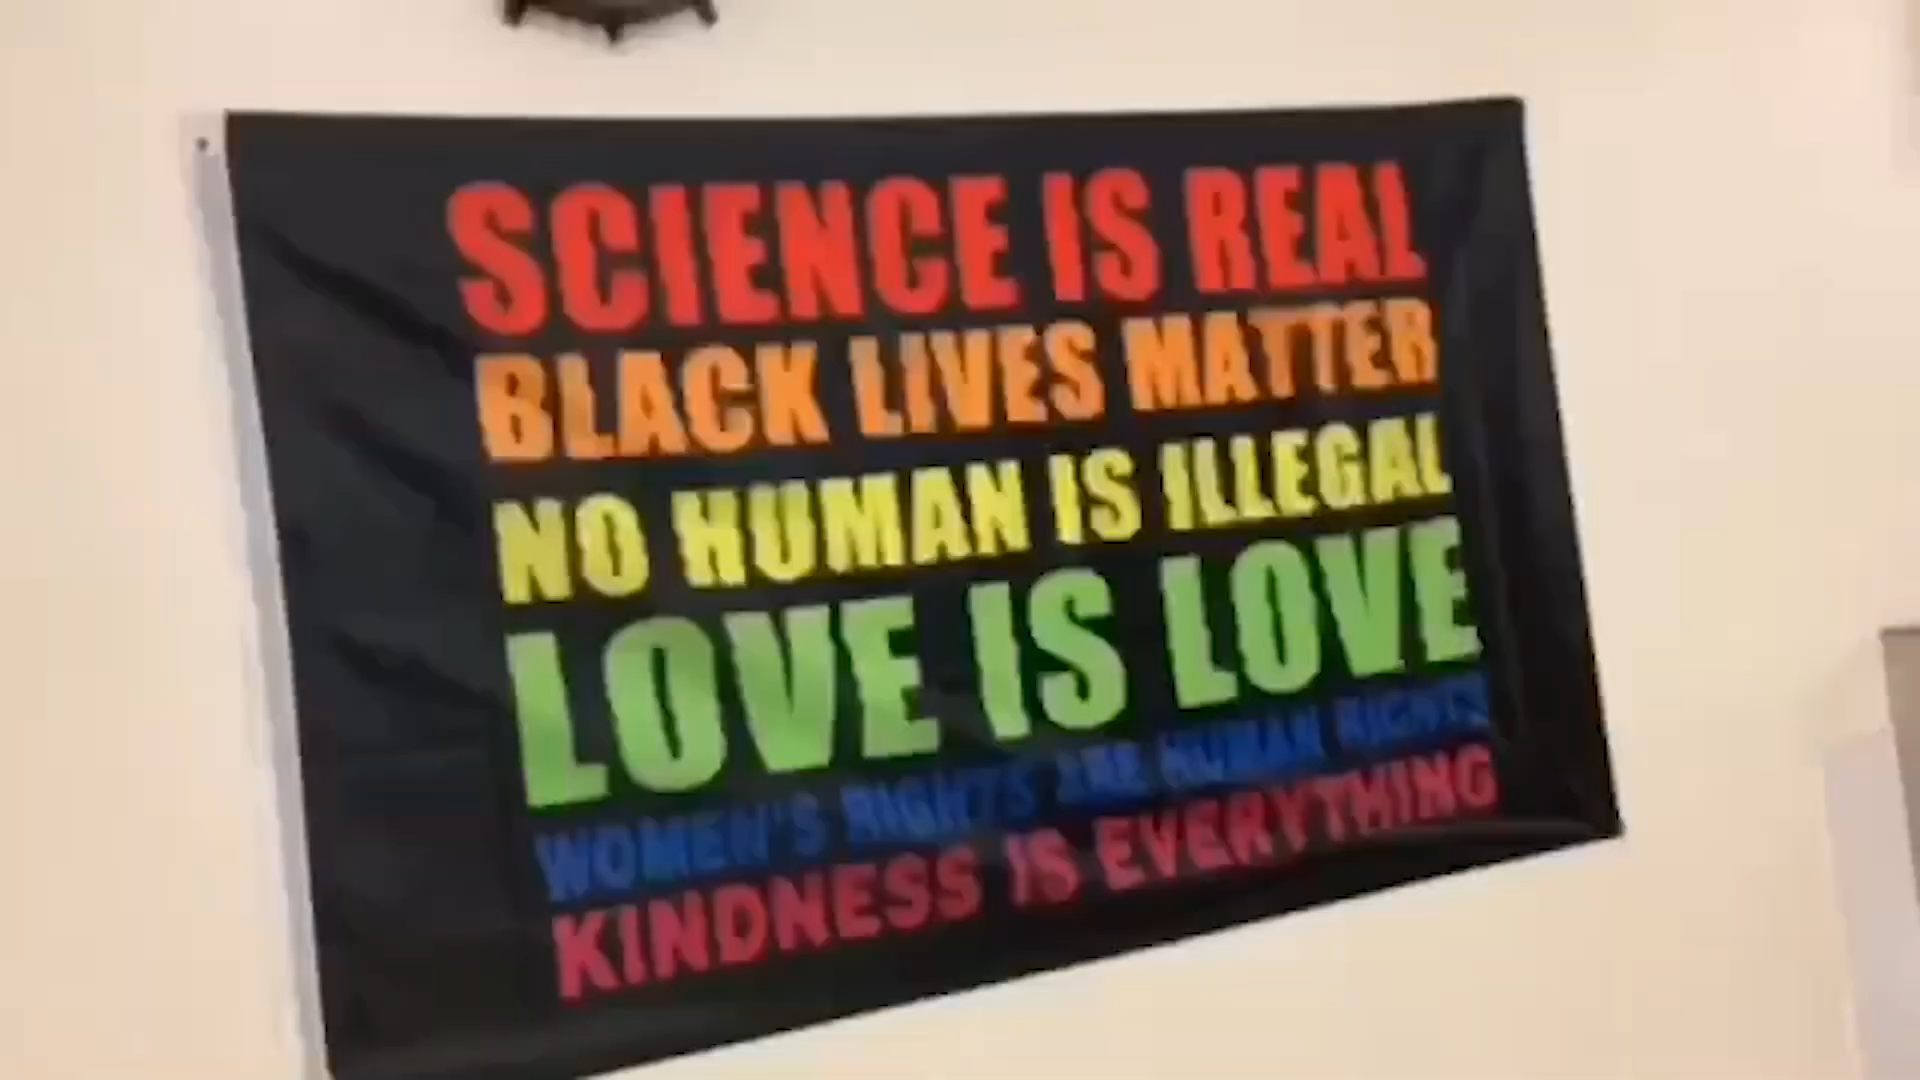 SCIENCE IS REAL
BLACK LIVES MATTER
NO HUMAN IS ILLEGAL
LOVE IS LOVE
WOMEN'S RIGHTS ARE HUMAN RIGHTS
KINDNESS IS EVERYTHING